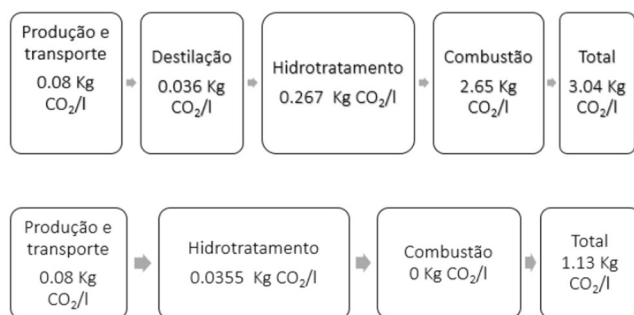 Produção e
transporte
0.08 Kg
CO₂/l
Destilação
0.036 Kg
CO₂/l
Hidrotratamento
0.267 Kg CO₂/l
Combustão
2.65 Kg
CO₂/l
Total
3.04 Kg
CO₂/l
Produção e
transporte
0.08 Kg
CO₂/l
Hidrotratamento
0.0355 Kg CO₂/l
Combustão
0 Kg CO₂/l
Total
1.13 Kg
CO₂/l